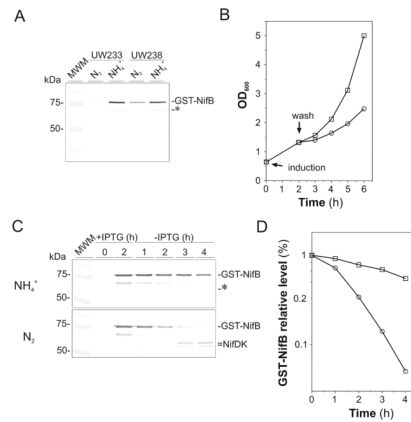 A
UW233 UW238
MWM N₂ NH₄⁺ N₂ NH₄⁺
kDa
75-
50-
-GST-NifB
-*
B
OD₆₀₀
6
5
4
3
2
1
0
wash
induction
0 2 3 4 5 6
Time (h)
C
+IPTG (h) -IPTG (h)
kDa MWM 0 2 1 2 3 4
NH₄⁺
75-
50-
-GST-NifB
-*
N₂
75-
50-
-GST-NifB
=NifDK
D
GST-NifB relative level (%)
1
0.2
0.1
0 1 2 3 4
Time (h)